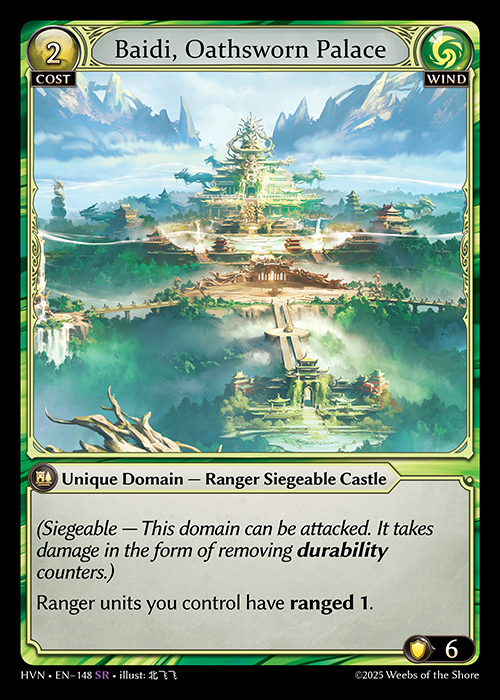 2
Baidi, Oathsworn Palace
COST
WIND
Unique Domain — Ranger Siegeable Castle
(Siegeable — This domain can be attacked. It takes
damage in the form of removing durability
counters.)
Ranger units you control have ranged 1.
6
HVN • EN-148 SR • illust: 北飞飞
©2025 Weebs of the Shore